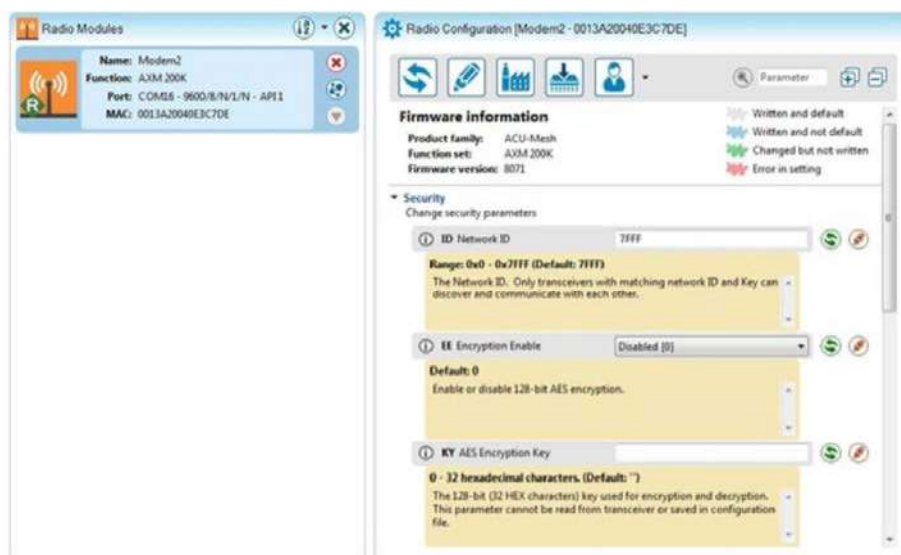 Radio Modules
Name: Modem2
Function: AXM 200K
Port: COM16 - 9600/8/N/1/N - API 1
MAC: 0013A20040E3C7DE
Radio Configuration [Modem2 - 0013A20040E3C7DE]
Parameter
Firmware information
Product family: ACU-Mesh
Function set: AXM 200K
Firmware version: 8071
Written and default
Written and not default
Changed but not written
Error in setting
Security
Change security parameters
ID Network ID 7FFF
Range: 0x0 - 0x7FFF (Default: 7FFF)
The Network ID. Only transceivers with matching network ID and Key can
discover and communicate with each other.
EE Encryption Enable Disabled [0]
Default: 0
Enable or disable 128-bit AES encryption.
KY AES Encryption Key
0 - 32 hexadecimal characters. (Default: '')
The 128-bit (32 HEX characters) key used for encryption and decryption.
This parameter cannot be read from transceiver or saved in configuration
file.